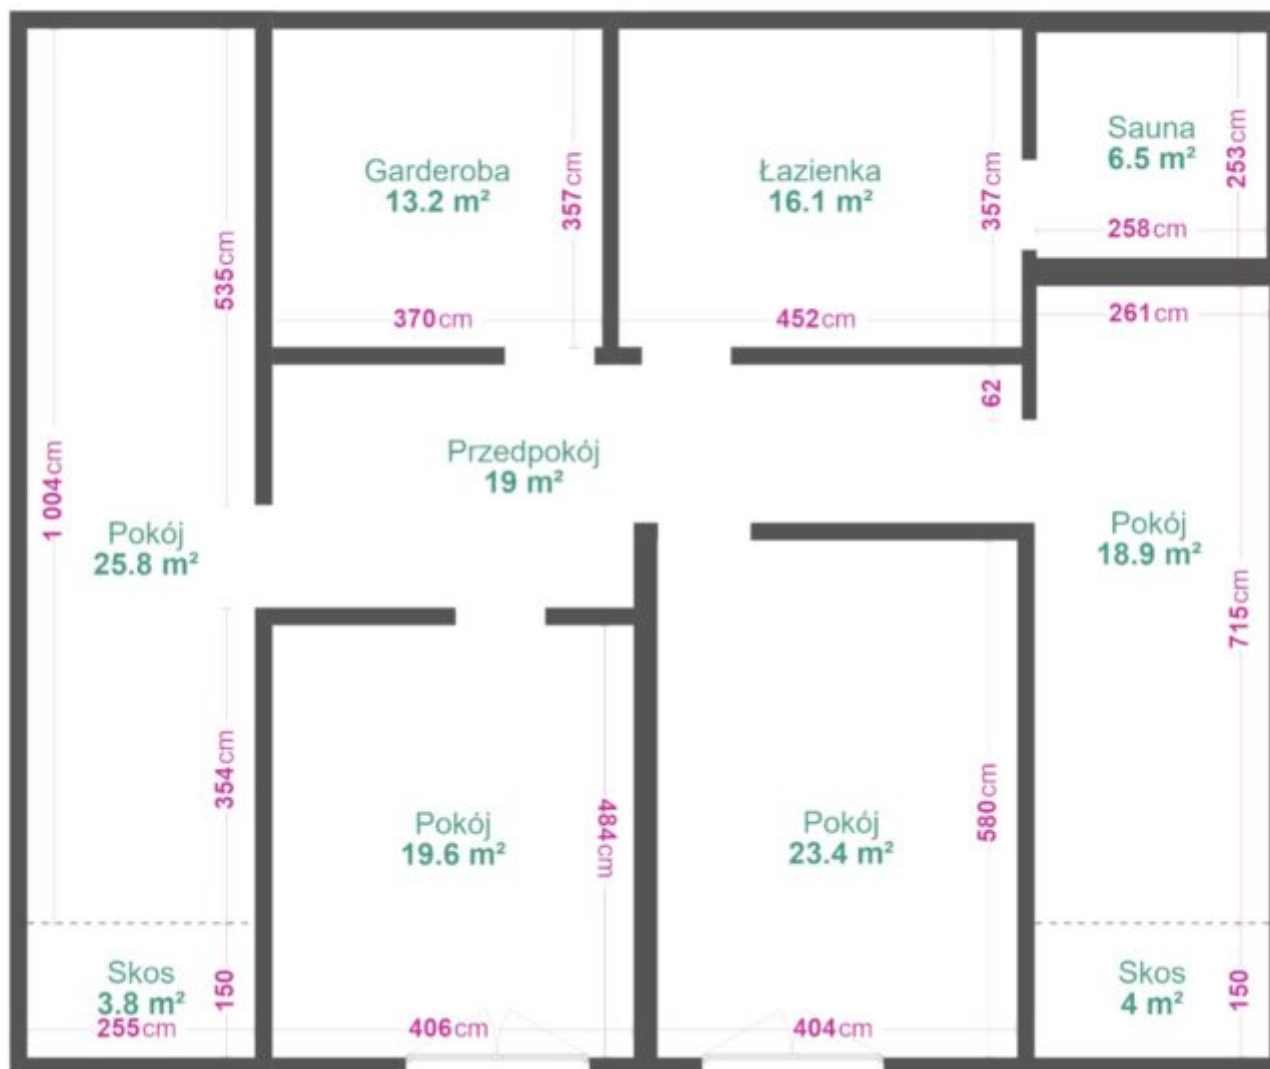 Garderoba
13.2 m²
357cm
370cm
Łazienka
16.1 m²
357cm
452cm
Sauna
6.5 m²
253cm
258cm
535cm
1 004cm
Pokój
25.8 m²
354cm
Skos
3.8 m²
150
255cm
Przedpokój
19 m²
62
261cm
Pokój
18.9 m²
715cm
Pokój
19.6 m²
484cm
406cm
Pokój
23.4 m²
580cm
404cm
Skos
4 m²
150